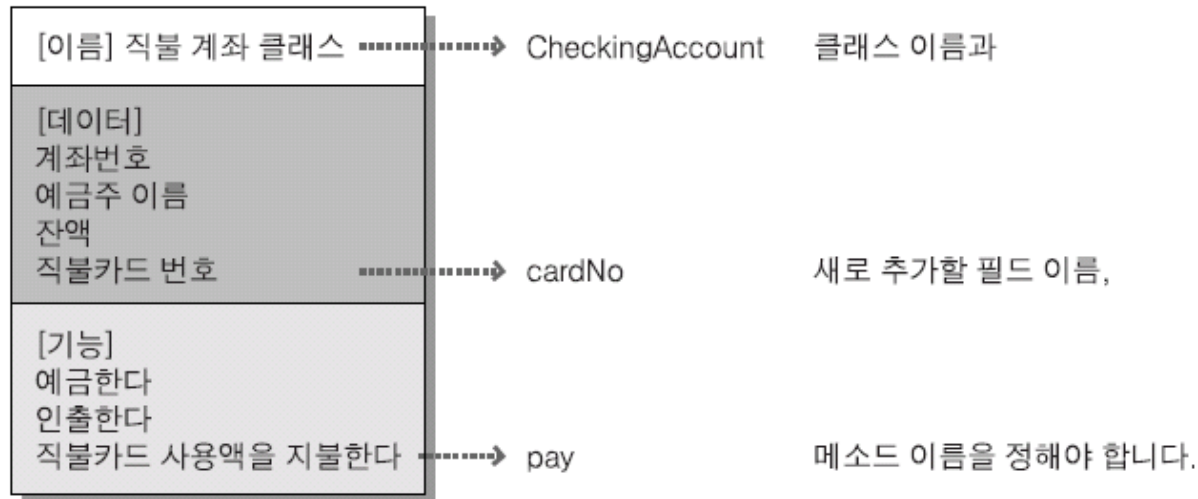 [이름] 직불 계좌 클래스 CheckingAccount 클래스 이름과
[데이터]
계좌번호
예금주 이름
잔액
직불카드 번호 cardNo 새로 추가할 필드 이름,
[기능]
예금한다
인출한다
직불카드 사용액을 지불한다 pay 메소드 이름을 정해야 합니다.